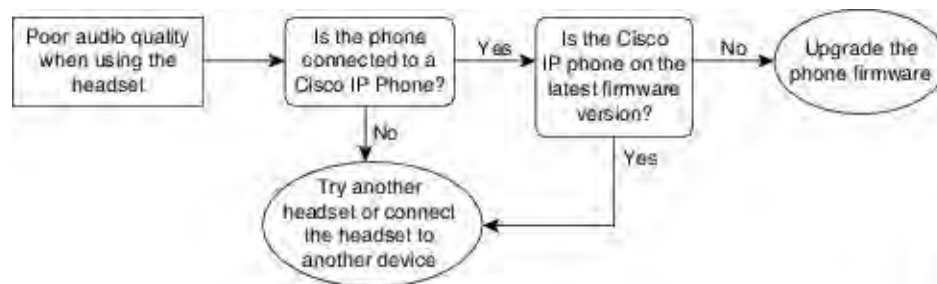 Poor audio quality
when using the
headset
Is the phone
connected to a
Cisco IP Phone?
Yes
Is the Cisco
IP phone on the
latest firmware
version?
No
Upgrade the
phone firmware
No
Yes
Try another
headset or connect
the headset to
another device